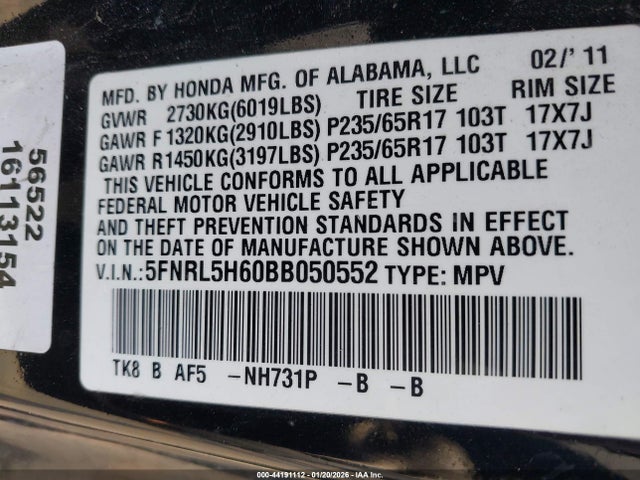 MFD. BY HONDA MFG. OF ALABAMA, LLC 02/'11
GVWR 2730KG(6019LBS) TIRE SIZE RIM SIZE
GAWR F 1320KG(2910LBS) P235/65R17 103T 17X7J
GAWR R1450KG(3197LBS) P235/65R17 103T 17X7J
THIS VEHICLE CONFORMS TO ALL APPLICABLE
FEDERAL MOTOR VEHICLE SAFETY
AND THEFT PREVENTION STANDARDS IN EFFECT
ON THE DATE OF MANUFACTURE SHOWN ABOVE.
V.I.N.: 5FNRL5H60BB050552 TYPE: MPV
TK8 B AF5 -NH731P -B -B
56522
16113154
000-44191112 - 01/20/2026 - IAA Inc.